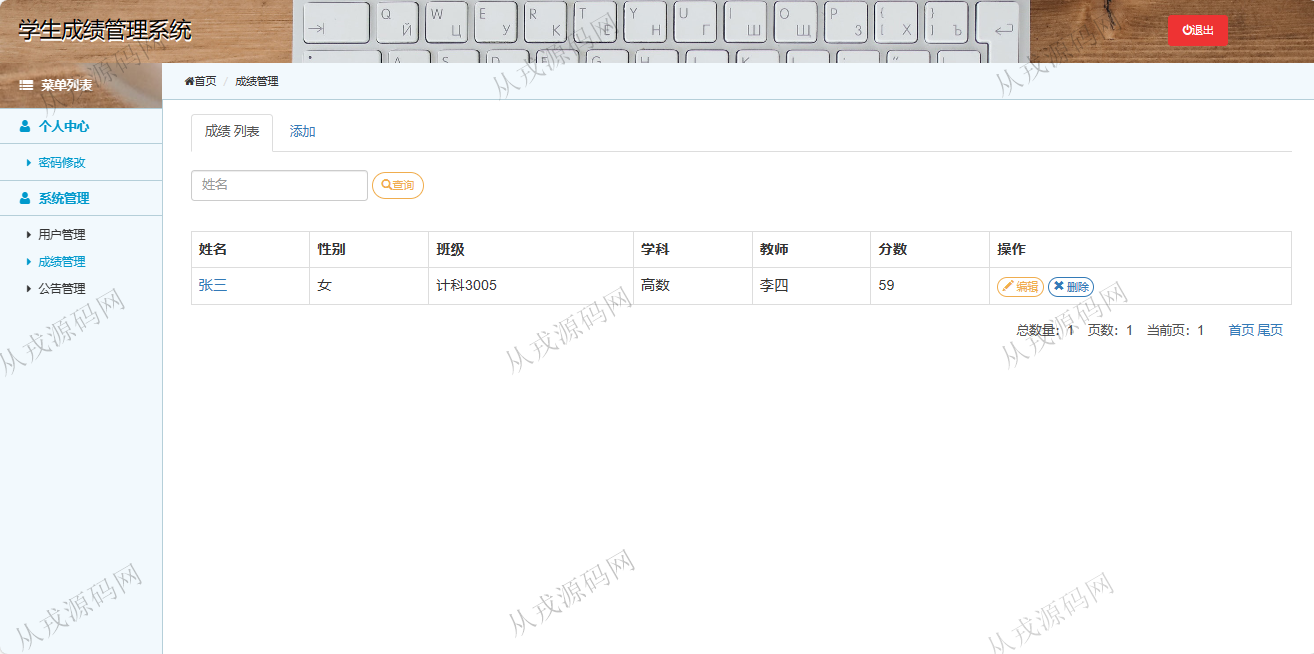 学生成绩管理系统
Q Й W Ц E У R К T Е Y Н U Г I Ш O Щ P З { [ Х } ] Ъ
退出
菜单列表
首页 / 成绩管理
个人中心
密码修改
系统管理
用户管理
成绩管理
公告管理
成绩 列表 添加
姓名 查询
姓名 性别 班级 学科 教师 分数 操作
张三 女 计科3005 高数 李四 59 编辑 删除
总数量：1 页数：1 当前页：1 首页 尾页
从戎源码网
从戎源码网
从戎源码网
从戎源码网
从戎源码网
从戎源码网
从戎源码网
从戎源码网
从戎源码网